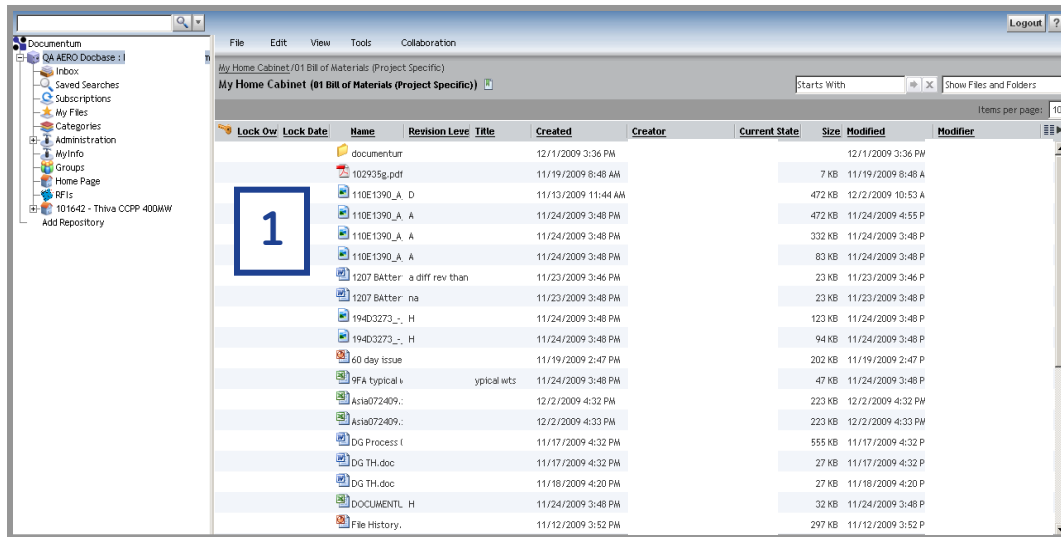 Logout ?
Documentum
QA AERO Docbase :
Inbox
Saved Searches
Subscriptions
My Files
Categories
Administration
MyInfo
Groups
Home Page
RFIs
101642 - Thiva CCPP 400MW
Add Repository
File Edit View Tools Collaboration
My Home Cabinet /01 Bill of Materials (Project Specific)
My Home Cabinet (01 Bill of Materials (Project Specific))
Starts With X Show Files and Folders
Items per page: 10
Lock Ow Lock Date Name Revision Leve Title Created Creator Current State Size Modified Modifier
documentum 12/1/2009 3:36 PM 12/1/2009 3:36 PM
102935g.pdf 11/19/2009 8:48 AM 7 KB 11/19/2009 8:48 A
110E1390_A_ D 11/13/2009 11:44 AM 472 KB 12/2/2009 10:53 A
110E1390_A_ A 11/24/2009 3:48 PM 472 KB 11/24/2009 4:55 P
110E1390_A_ A 11/24/2009 3:48 PM 332 KB 11/24/2009 3:48 P
110E1390_A_ A 11/24/2009 3:48 PM 83 KB 11/24/2009 3:48 P
1
1207 BAtter a diff rev than 11/23/2009 3:46 PM 23 KB 11/23/2009 3:46 P
1207 BAtter na 11/23/2009 3:48 PM 23 KB 11/23/2009 3:48 P
194D3273_-_ H 11/24/2009 3:48 PM 123 KB 11/24/2009 3:48 P
194D3273_-_ H 11/24/2009 3:48 PM 94 KB 11/24/2009 3:48 P
60 day issue 11/19/2009 2:47 PM 202 KB 11/19/2009 2:47 P
9FA typical w ypical wts 11/24/2009 3:48 PM 47 KB 11/24/2009 3:48 P
Asia072409.: 12/2/2009 4:32 PM 223 KB 12/2/2009 4:32 PM
Asia072409.: 12/2/2009 4:33 PM 223 KB 12/2/2009 4:33 PM
DG Process ( 11/17/2009 4:32 PM 555 KB 11/17/2009 4:32 P
DG TH.doc 11/17/2009 4:32 PM 27 KB 11/17/2009 4:32 P
DG TH.doc 11/18/2009 4:20 PM 27 KB 11/18/2009 4:20 P
DOCUMENTL H 11/24/2009 3:48 PM 32 KB 11/24/2009 3:48 P
File History. 11/12/2009 3:52 PM 297 KB 11/12/2009 3:52 P